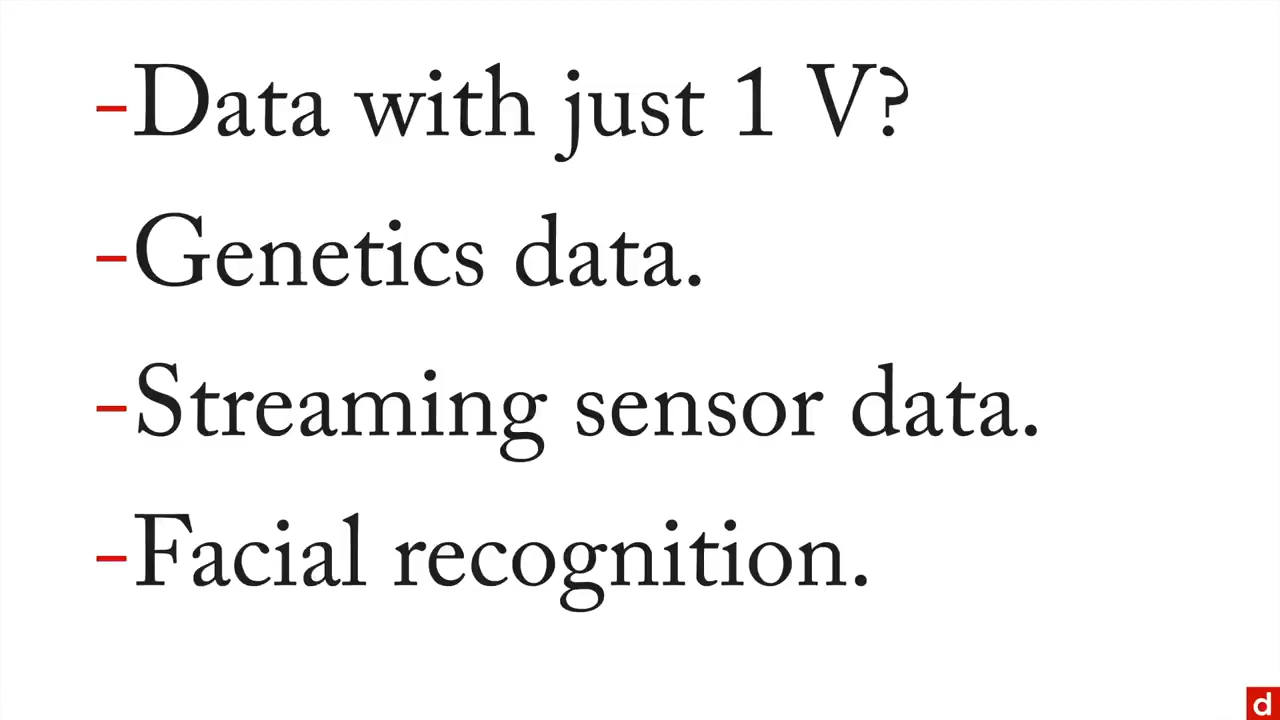 -Data with just 1 V?
-Genetics data.
-Streaming sensor data.
-Facial recognition.
d